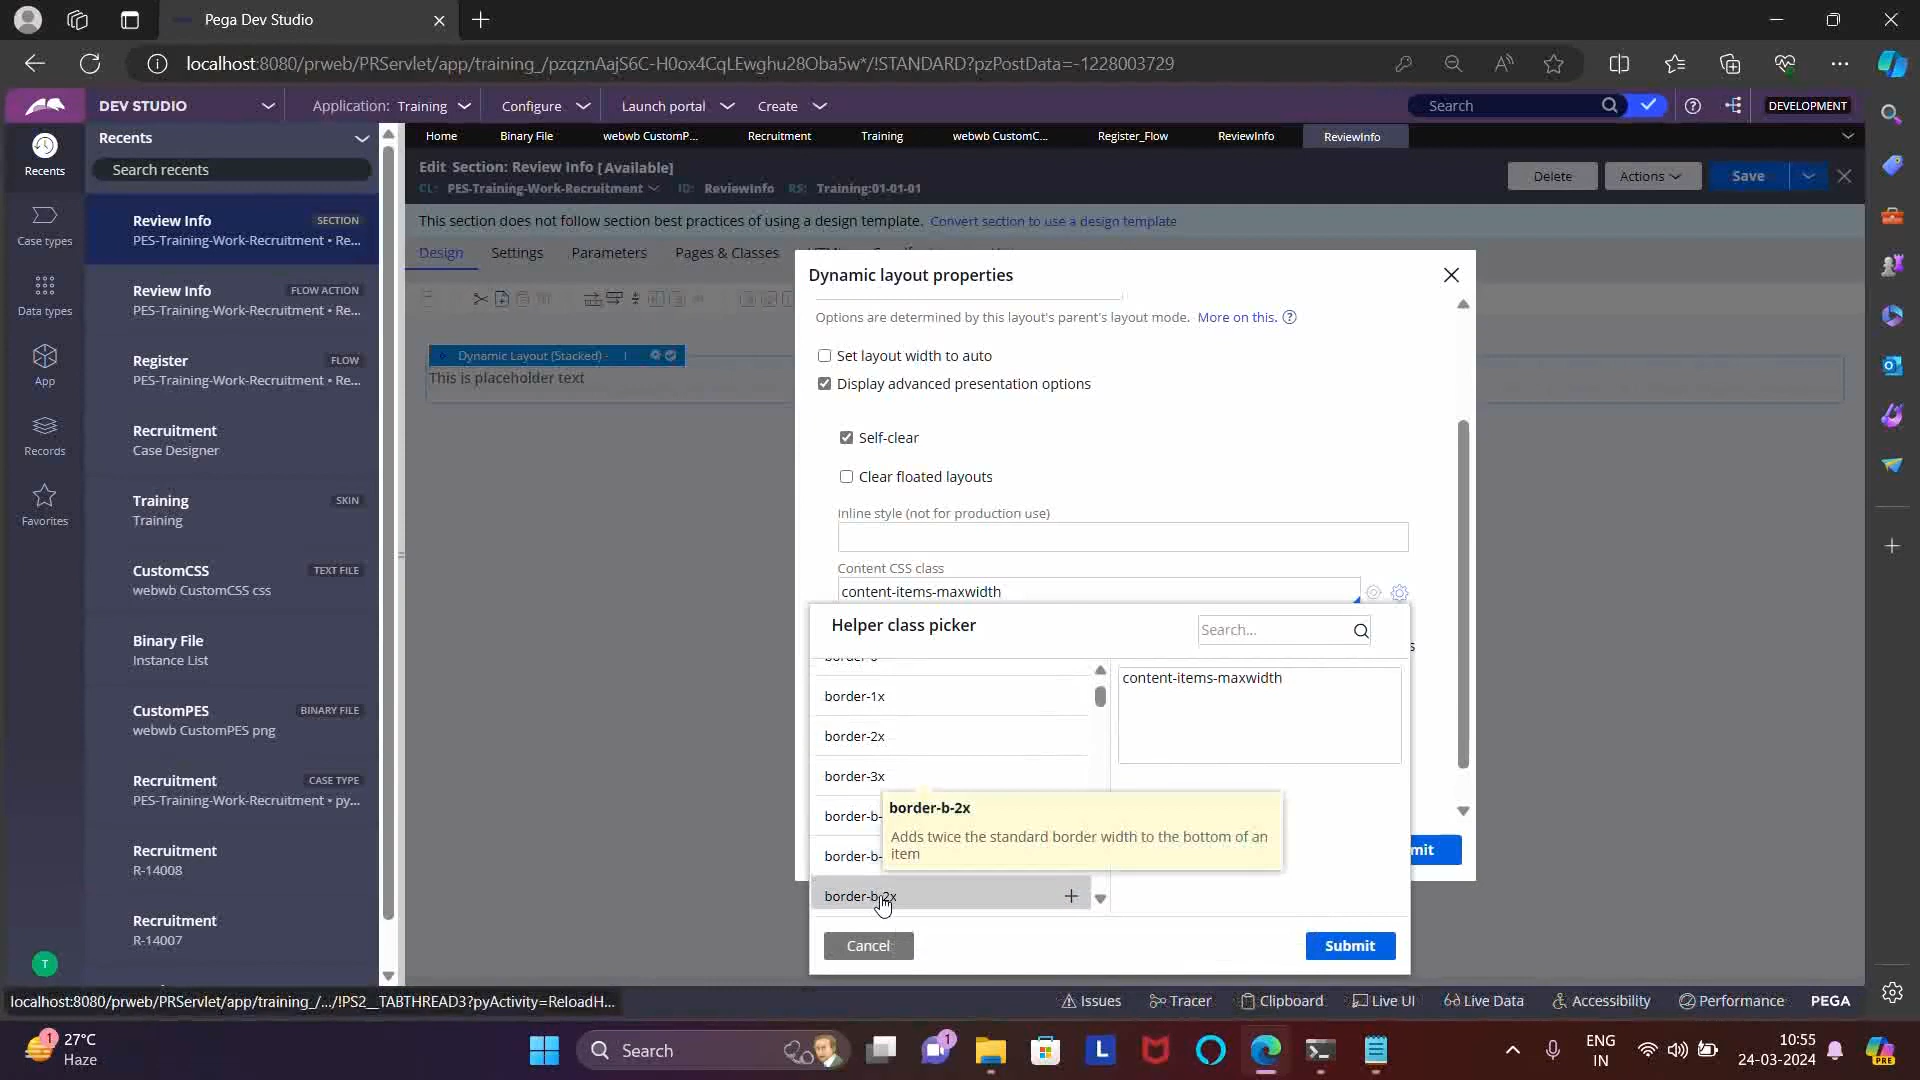 Pega Dev Studio
localhost:8080/prweb/PRServlet/app/training_/pzqznAajS6C-H0ox4CqLEwghu28Oba5w*/!STANDARD?pzPostData=-1228003729
DEV STUDIO
Application: Training
Configure
Launch portal
Create
Search
DEVELOPMENT
Recents
Home
Binary File
webwb CustomP...
Recruitment
Training
webwb CustomC...
Register_Flow
ReviewInfo
ReviewInfo
Search recents
Recents
Case types
Data types
App
Records
Favorites
T
Review Info
SECTION
PES-Training-Work-Recruitment • Re...
Review Info
FLOW ACTION
PES-Training-Work-Recruitment • Re...
Register
FLOW
PES-Training-Work-Recruitment • Re...
Recruitment
Case Designer
Training
SKIN
Training
CustomCSS
TEXT FILE
webwb CustomCSS css
Binary File
Instance List
CustomPES
BINARY FILE
webwb CustomPES png
Recruitment
CASE TYPE
PES-Training-Work-Recruitment • py...
Recruitment
R-14008
Recruitment
R-14007
Edit Section: Review Info [Available]
CL: PES-Training-Work-Recruitment
ID: ReviewInfo
RS: Training:01-01-01
Delete
Actions
Save
This section does not follow section best practices of using a design template. Convert section to use a design template
Design
Settings
Parameters
Pages & Classes
Dynamic Layout (Stacked) -
This is placeholder text
Dynamic layout properties
Options are determined by this layout's parent's layout mode. More on this.
Set layout width to auto
Display advanced presentation options
Self-clear
Clear floated layouts
Inline style (not for production use)
Content CSS class
content-items-maxwidth
Helper class picker
Search...
border-1x
border-2x
border-3x
border-b-
border-b-
border-b-2x
content-items-maxwidth
border-b-2x
Adds twice the standard border width to the bottom of an
item
mit
Cancel
Submit
localhost:8080/prweb/PRServlet/app/training_/.../!PS2__TABTHREAD3?pyActivity=ReloadH...
Issues
Tracer
Clipboard
Live UI
Live Data
Accessibility
Performance
PEGA
1
27°C
Haze
Search
1
L
ENG
IN
10:55
24-03-2024
PRE